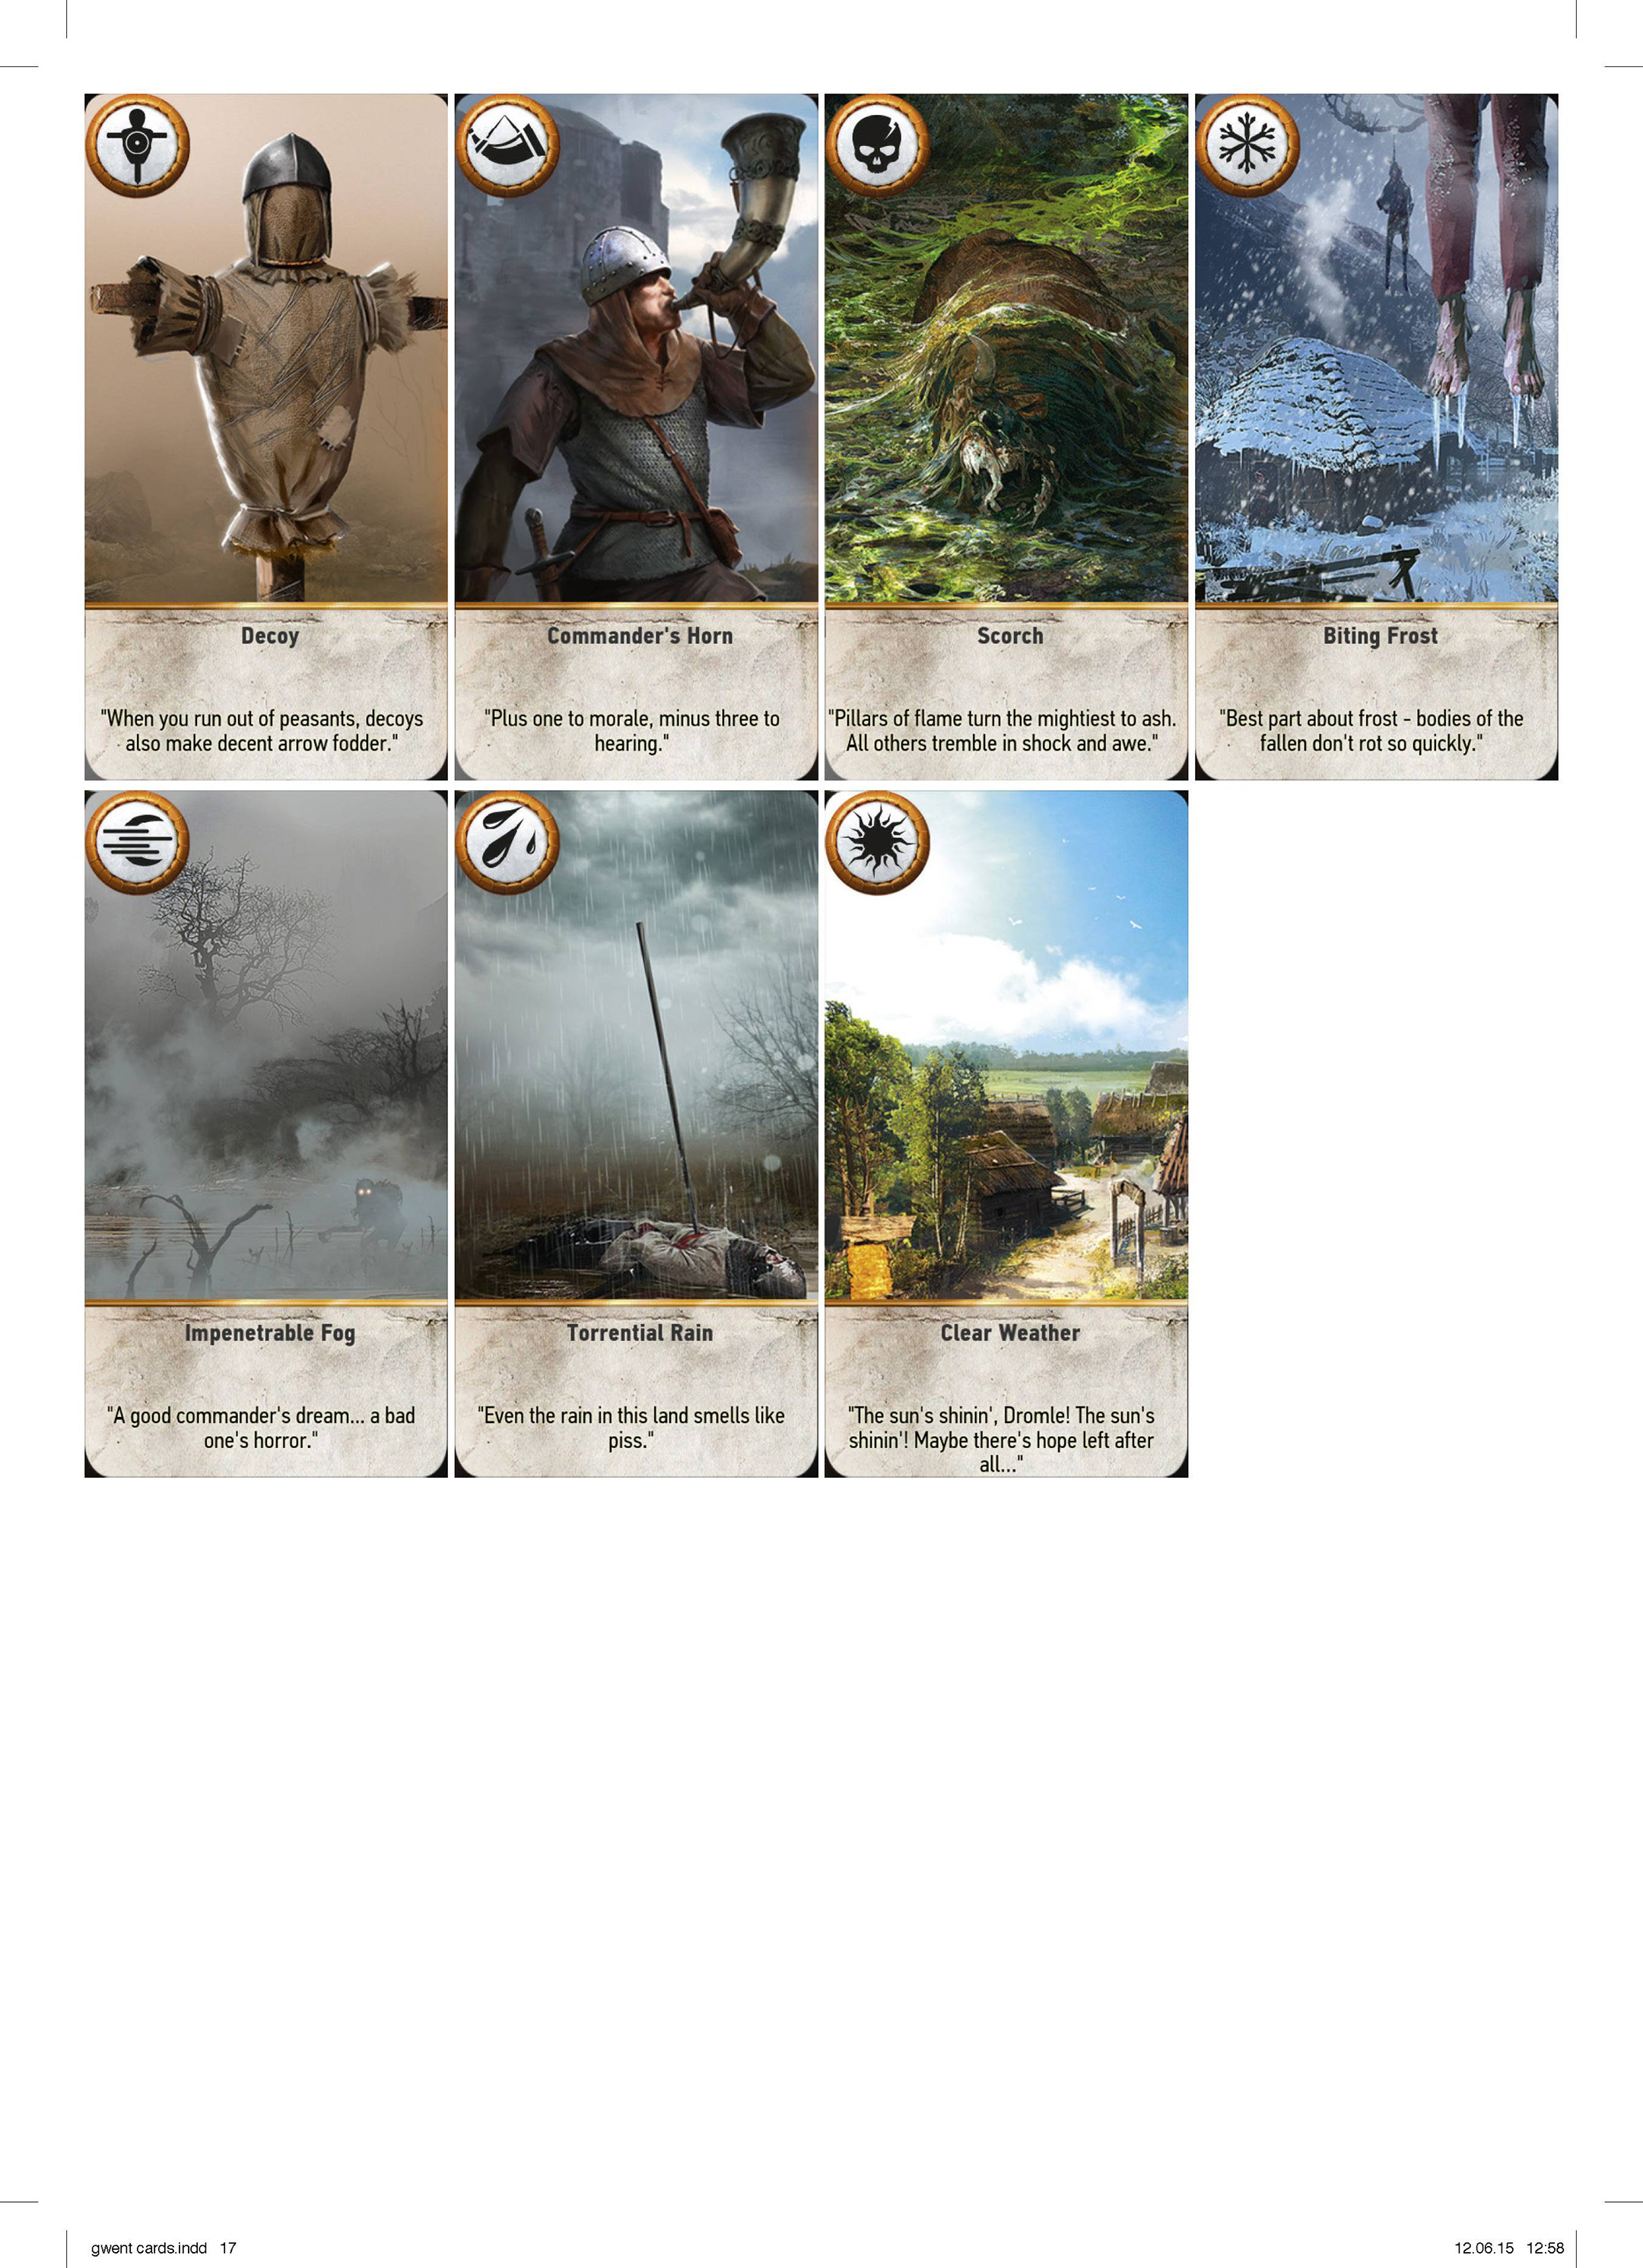 Decoy
"When you run out of peasants, decoys
also make decent arrow fodder."
Commander's Horn
"Plus one to morale, minus three to
hearing."
Scorch
"Pillars of flame turn the mightiest to ash.
All others tremble in shock and awe."
Biting Frost
"Best part about frost - bodies of the
fallen don't rot so quickly."
Impenetrable Fog
"A good commander's dream... a bad
one's horror."
Torrential Rain
"Even the rain in this land smells like
piss."
Clear Weather
"The sun's shinin', Dromle! The sun's
shinin'! Maybe there's hope left after
all..."
gwent cards.indd 17
12.06.15 12:58